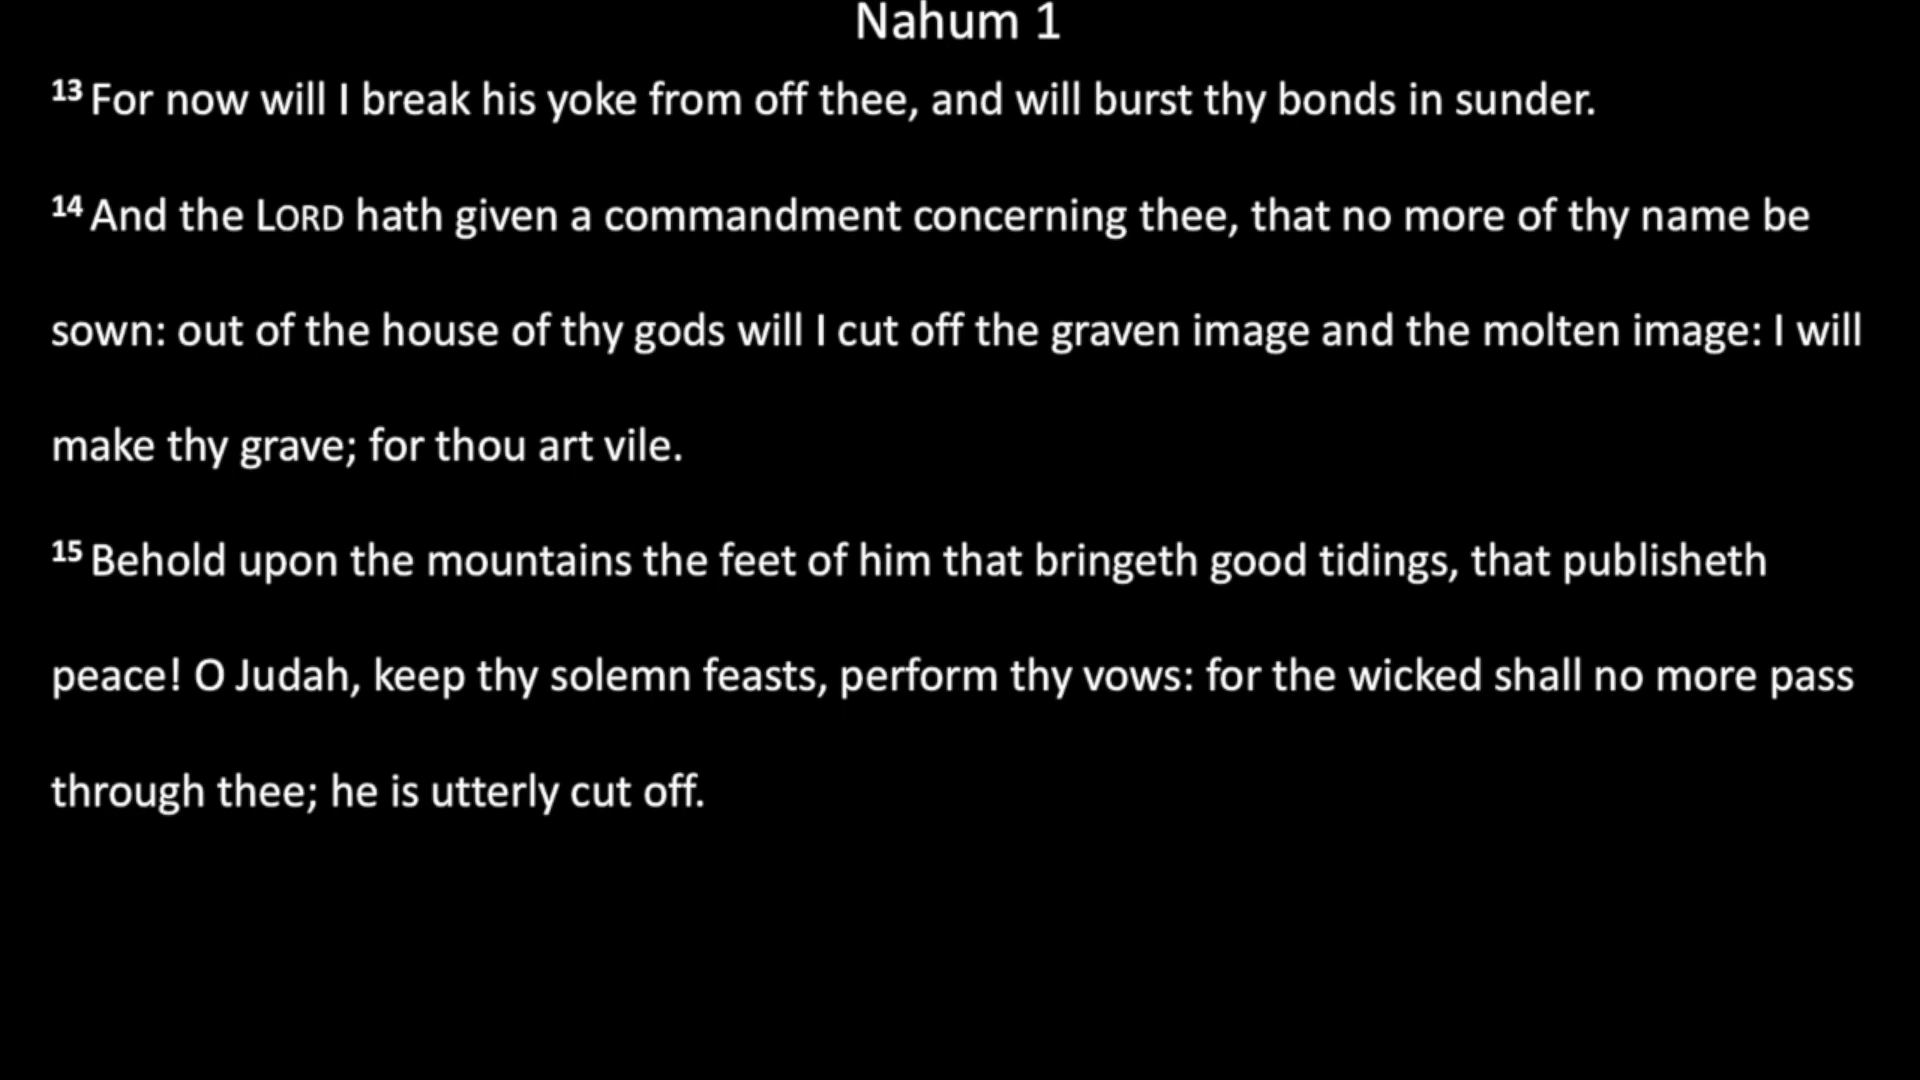 Nahum 1
13 For now will I break his yoke from off thee, and will burst thy bonds in sunder.
14 And the LORD hath given a commandment concerning thee, that no more of thy name be
sown: out of the house of thy gods will I cut off the graven image and the molten image: I will
make thy grave; for thou art vile.
15 Behold upon the mountains the feet of him that bringeth good tidings, that publisheth
peace! O Judah, keep thy solemn feasts, perform thy vows: for the wicked shall no more pass
through thee; he is utterly cut off.